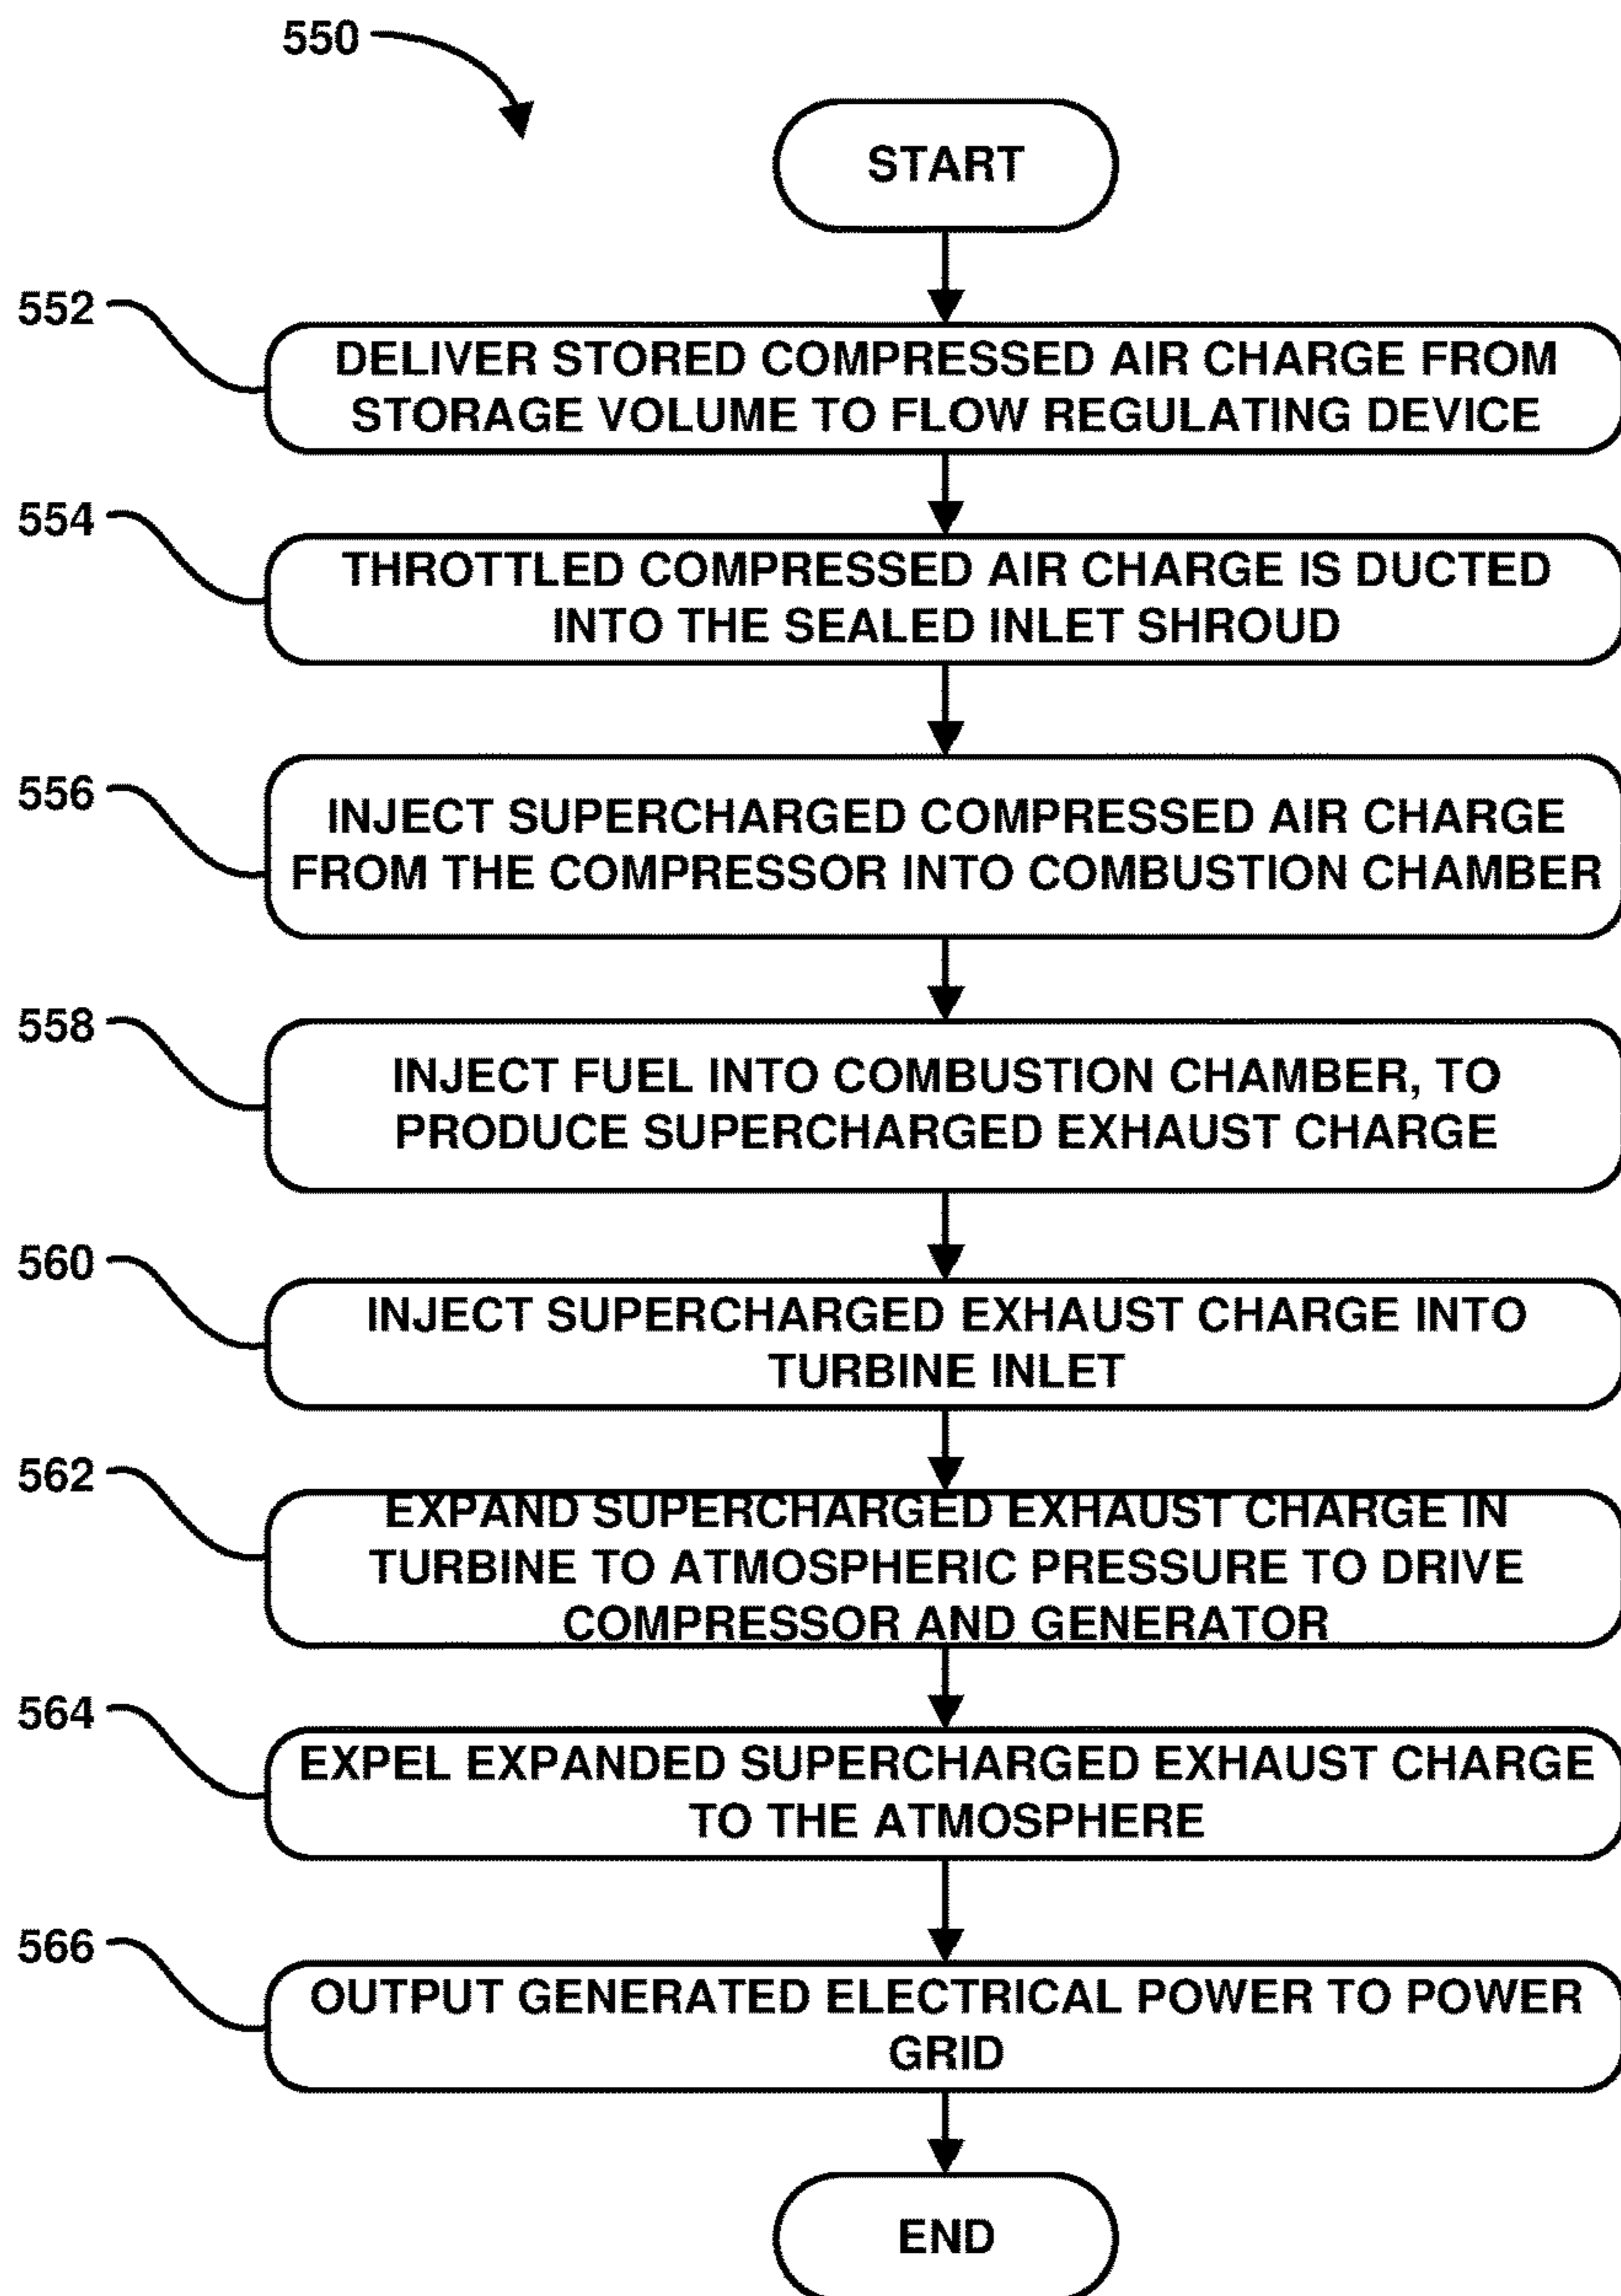 550
START
552
DELIVER STORED COMPRESSED AIR CHARGE FROM
STORAGE VOLUME TO FLOW REGULATING DEVICE
554
THROTTLED COMPRESSED AIR CHARGE IS DUCTED
INTO THE SEALED INLET SHROUD
556
INJECT SUPERCHARGED COMPRESSED AIR CHARGE
FROM THE COMPRESSOR INTO COMBUSTION CHAMBER
558
INJECT FUEL INTO COMBUSTION CHAMBER, TO
PRODUCE SUPERCHARGED EXHAUST CHARGE
560
INJECT SUPERCHARGED EXHAUST CHARGE INTO
TURBINE INLET
562
EXPAND SUPERCHARGED EXHAUST CHARGE IN
TURBINE TO ATMOSPHERIC PRESSURE TO DRIVE
COMPRESSOR AND GENERATOR
564
EXPEL EXPANDED SUPERCHARGED EXHAUST CHARGE
TO THE ATMOSPHERE
566
OUTPUT GENERATED ELECTRICAL POWER TO POWER
GRID
END